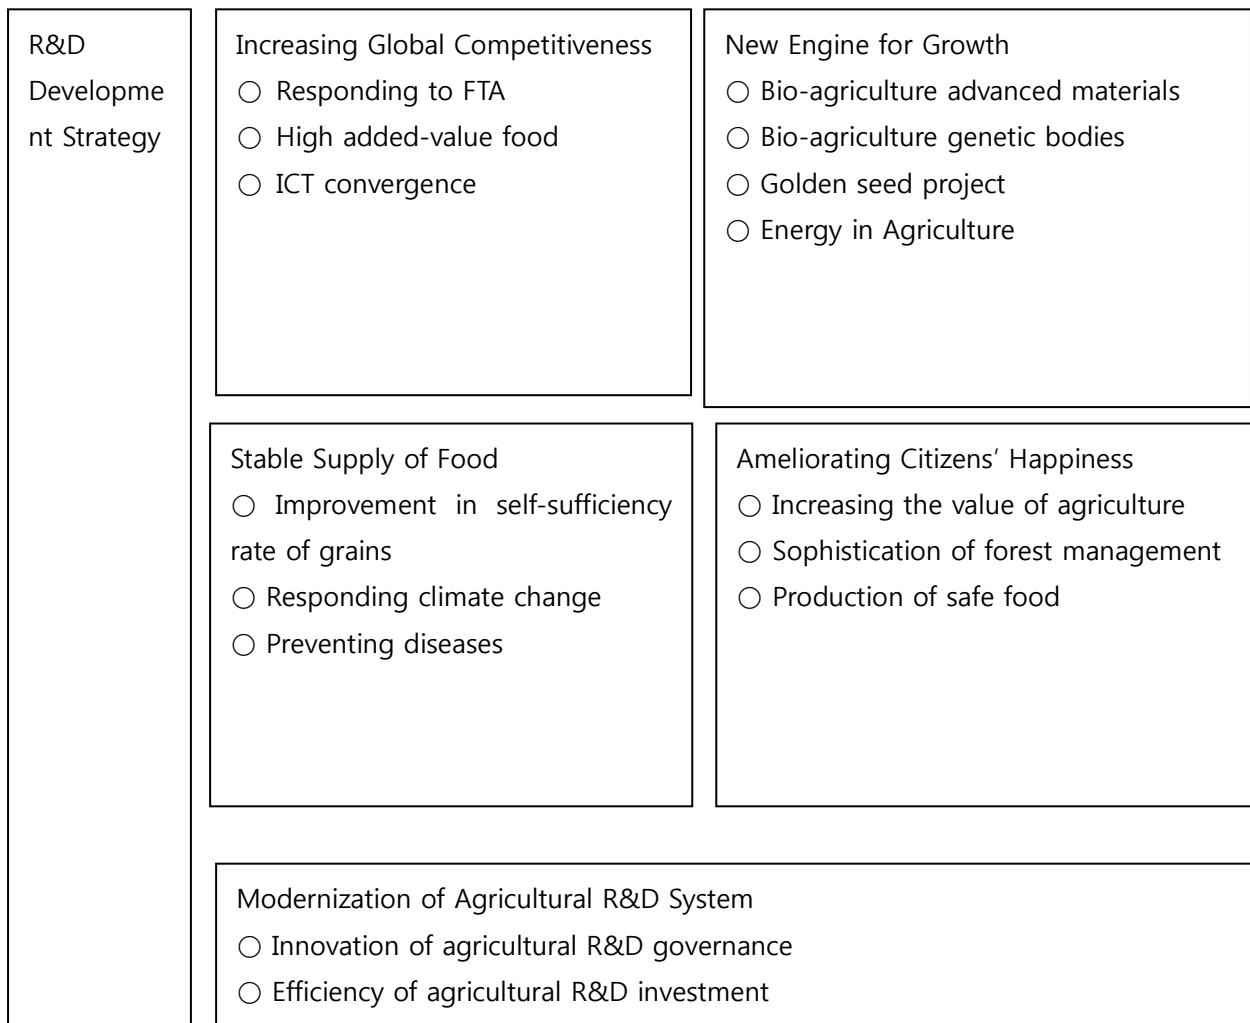 R&D
Developme
nt Strategy
Increasing Global Competitiveness
○ Responding to FTA
○ High added-value food
○ ICT convergence
New Engine for Growth
○ Bio-agriculture advanced materials
○ Bio-agriculture genetic bodies
○ Golden seed project
○ Energy in Agriculture
Stable Supply of Food
○ Improvement in self-sufficiency
rate of grains
○ Responding climate change
○ Preventing diseases
Ameliorating Citizens’ Happiness
○ Increasing the value of agriculture
○ Sophistication of forest management
○ Production of safe food
Modernization of Agricultural R&D System
○ Innovation of agricultural R&D governance
○ Efficiency of agricultural R&D investment